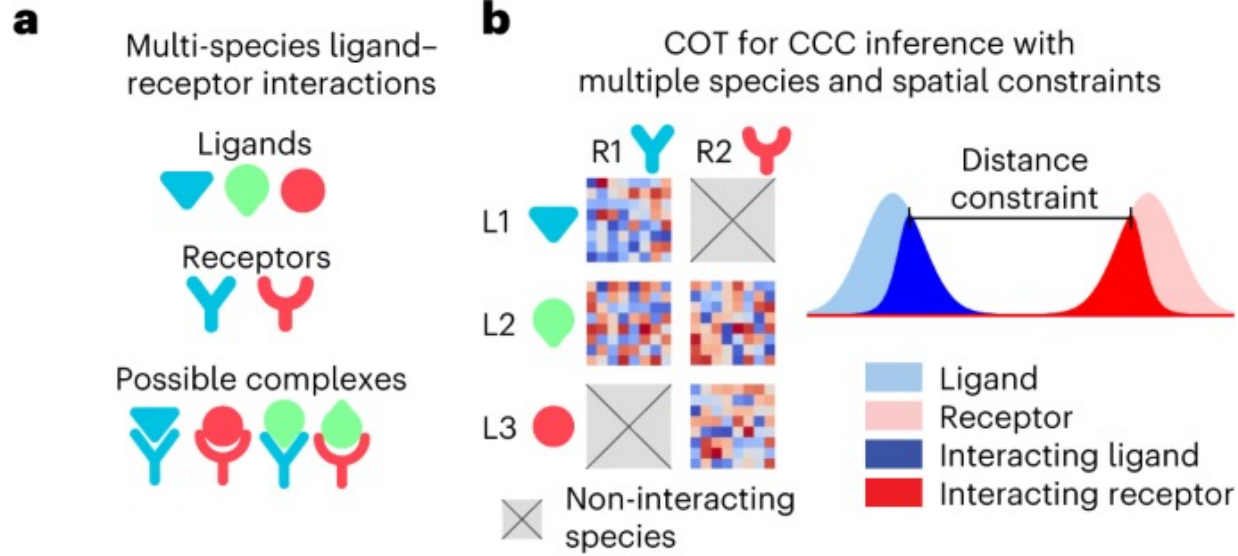 a
Multi-species ligand–
receptor interactions
Ligands
Receptors
Possible complexes
b
COT for CCC inference with
multiple species and spatial constraints
R1
R2
L1
L2
L3
Non-interacting
species
Distance
constraint
Ligand
Receptor
Interacting ligand
Interacting receptor